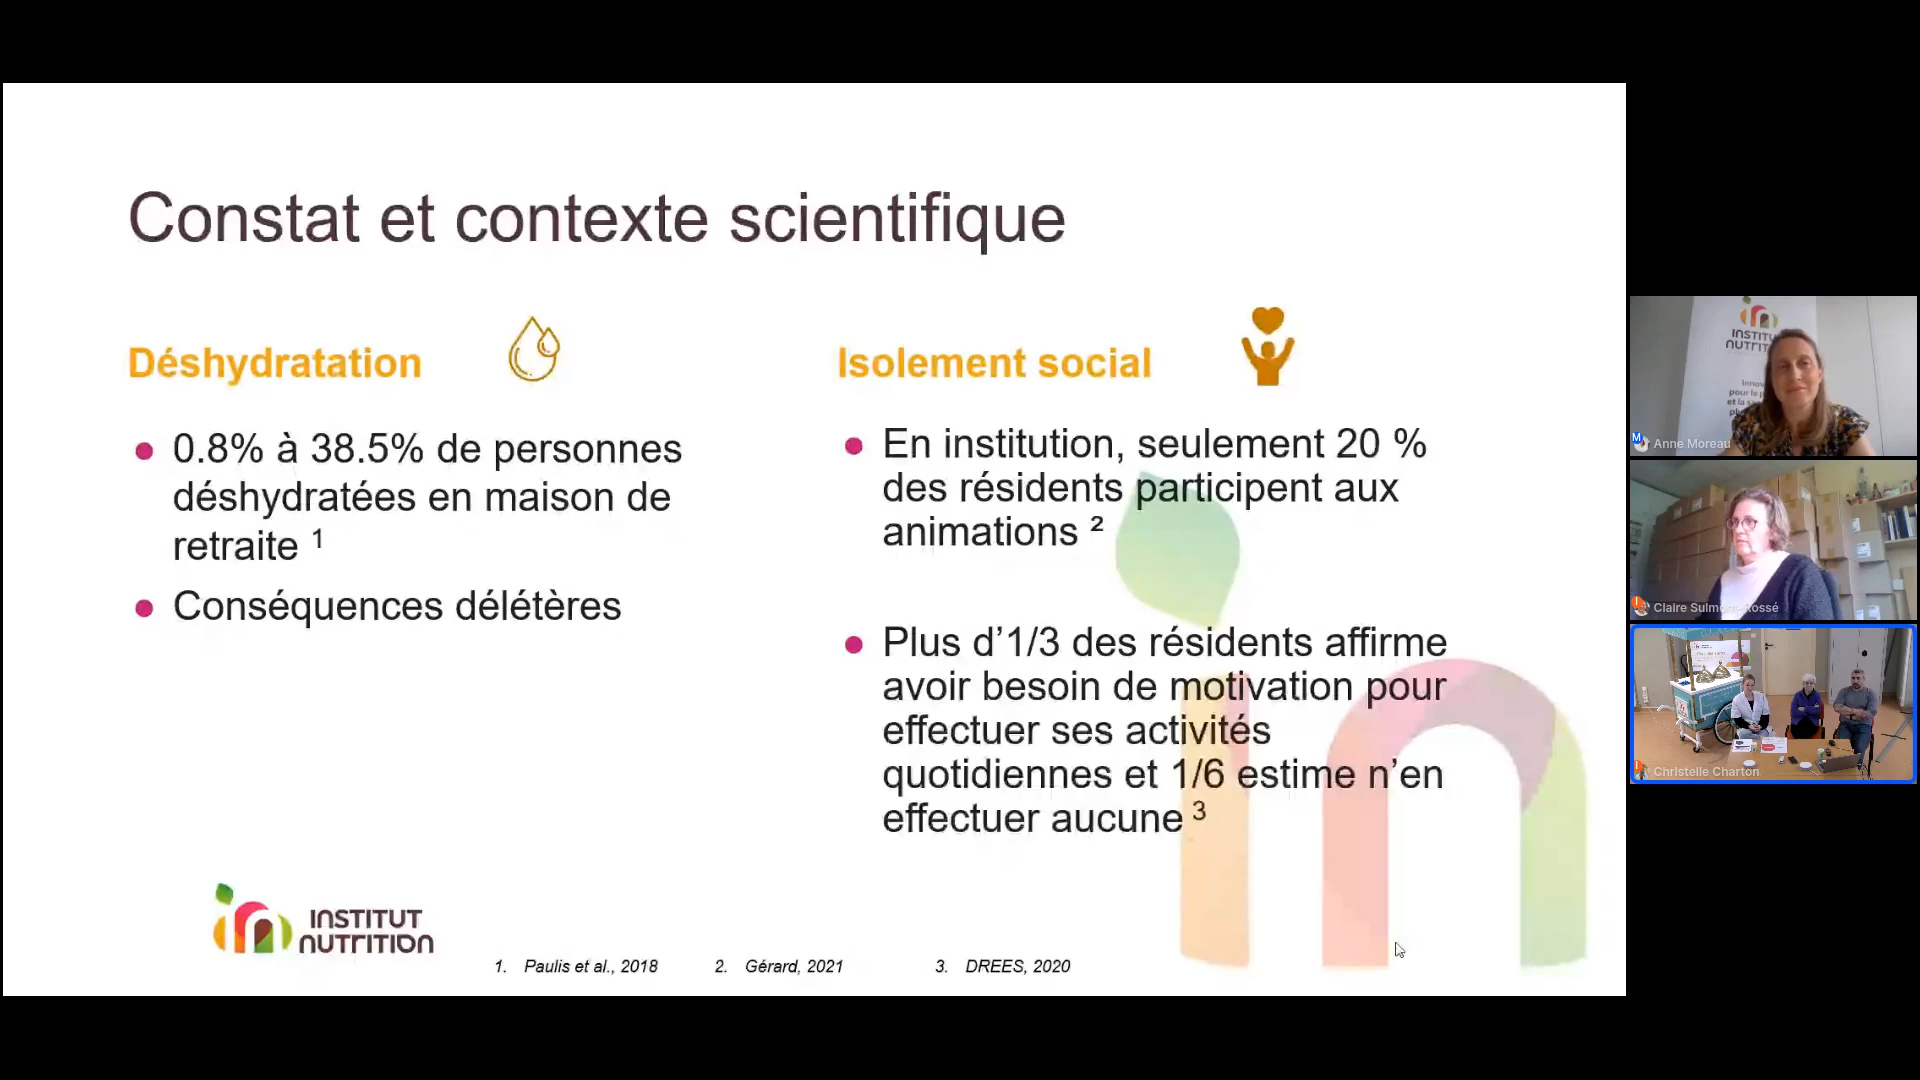 Constat et contexte scientifique
Déshydratation
0.8% à 38.5% de personnes
déshydratées en maison de
retraite ¹
Conséquences délétères
Isolement social
En institution, seulement 20 %
des résidents participent aux
animations ²
Plus d’1/3 des résidents affirme
avoir besoin de motivation pour
effectuer ses activités
quotidiennes et 1/6 estime n’en
effectuer aucune ³
INSTITUT
NUTRITION
1. Paulis et al., 2018
2. Gérard, 2021
3. DREES, 2020
Anne Moreau
Christelle Charton